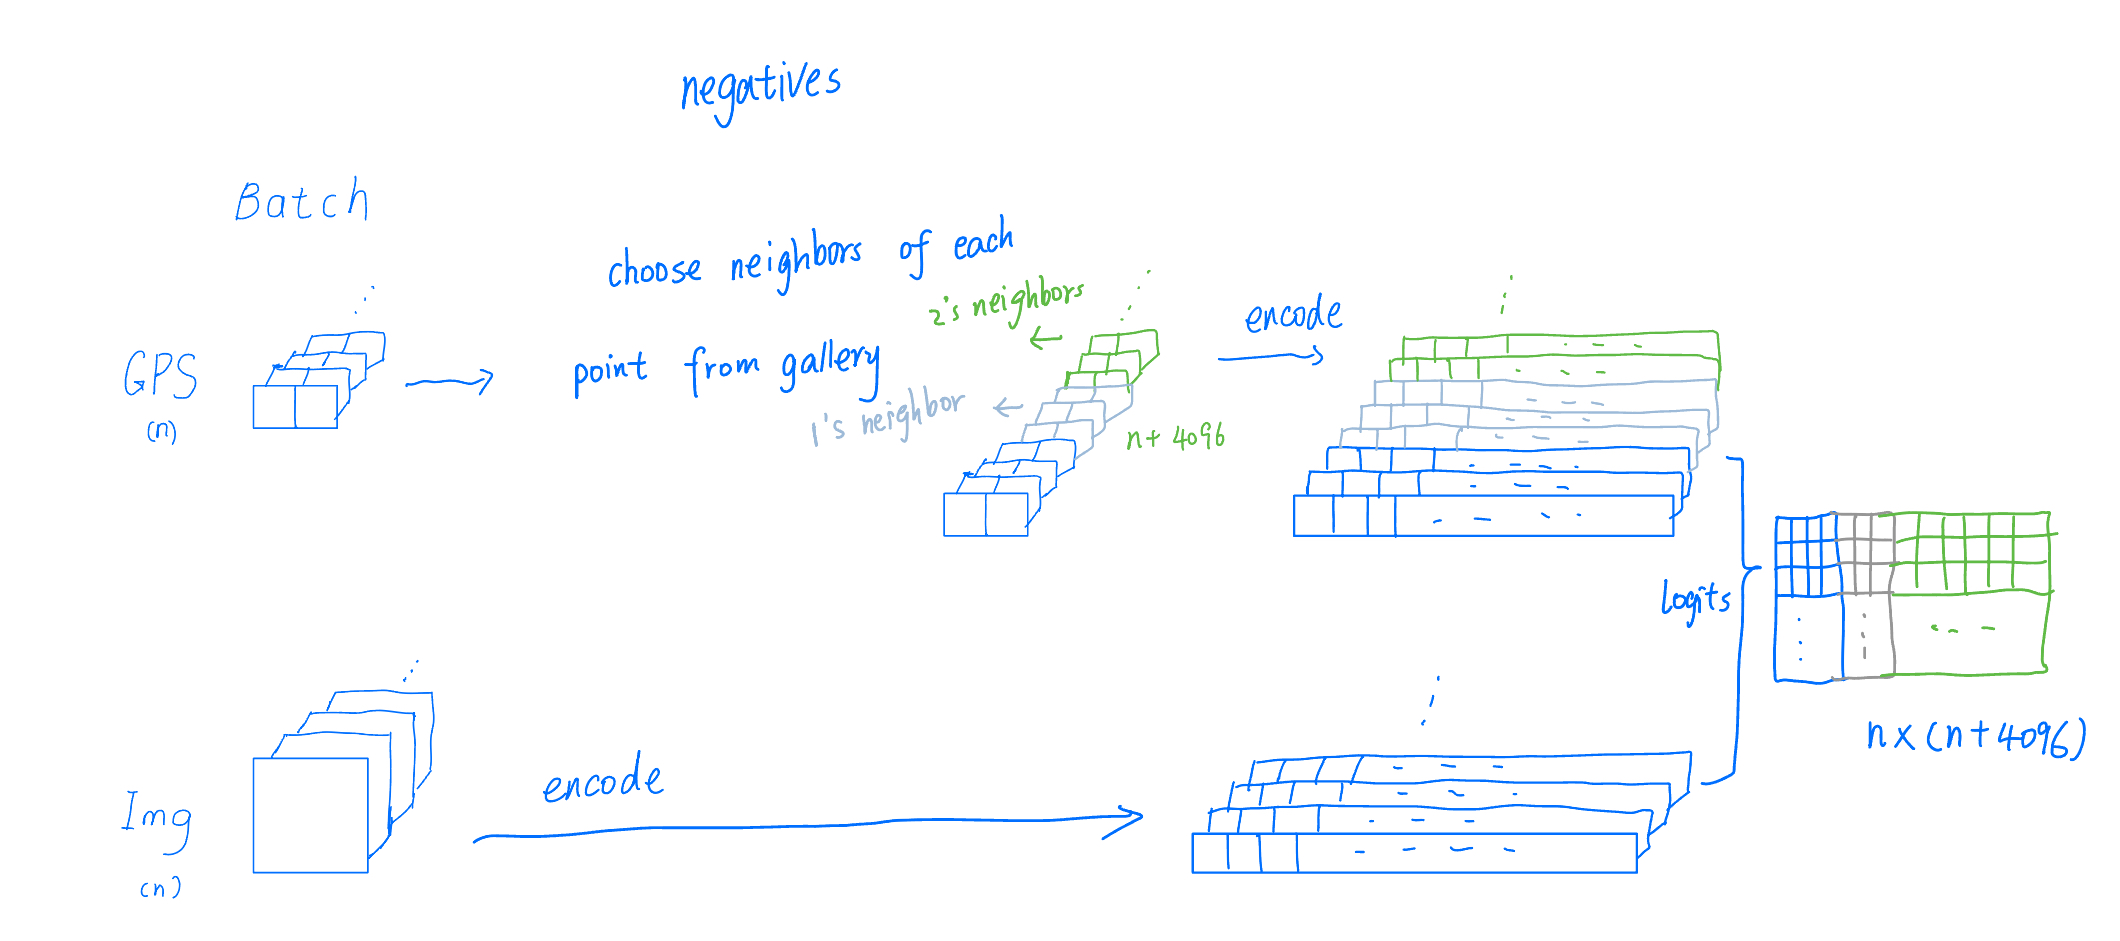 negatives
Batch
choose neighbors of each
point from gallery
2's neighbors
1's neighbor
n+ 4096
encode
GPS
(n)
logits
n x (n+4096)
Img
(n)
encode